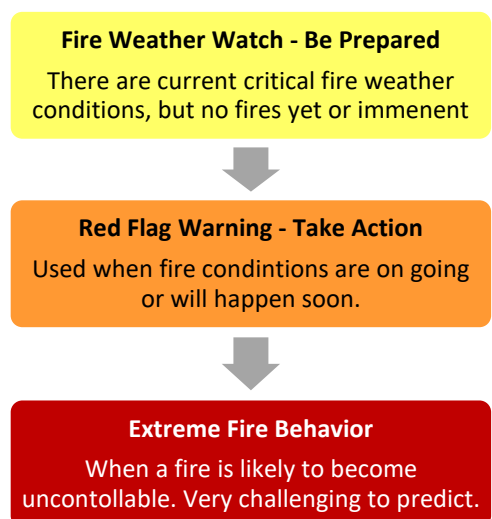 Fire Weather Watch - Be Prepared
There are current critical fire weather
conditions, but no fires yet or immenent
Red Flag Warning - Take Action
Used when fire condintions are on going
or will happen soon.
Extreme Fire Behavior
When a fire is likely to become
uncontollable. Very challenging to predict.